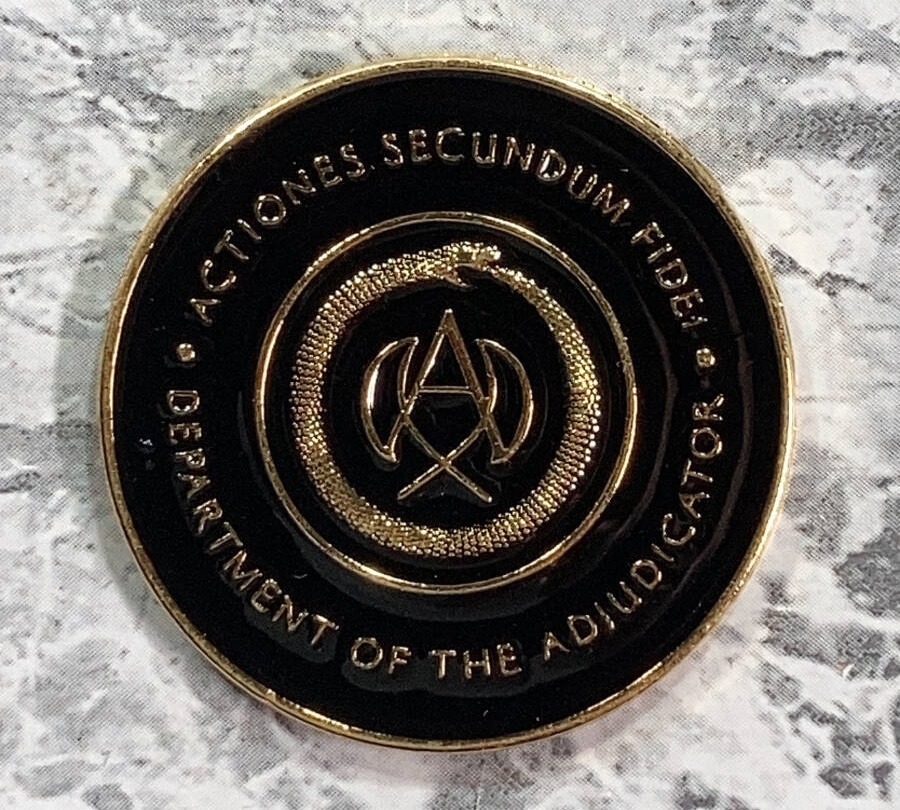 ACTIONES SECUNDUM FIDEI
A
DEPARTMENT OF THE ADJUDICATOR